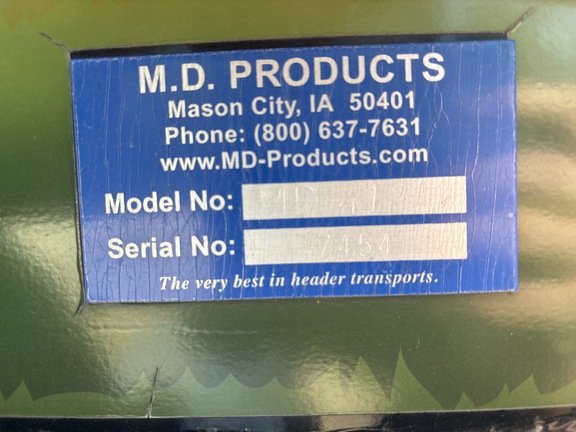 M.D. PRODUCTS
Mason City, IA 50401
Phone: (800) 637-7631
www.MD-Products.com
Model No:
Serial No: 7454
The very best in header transports.